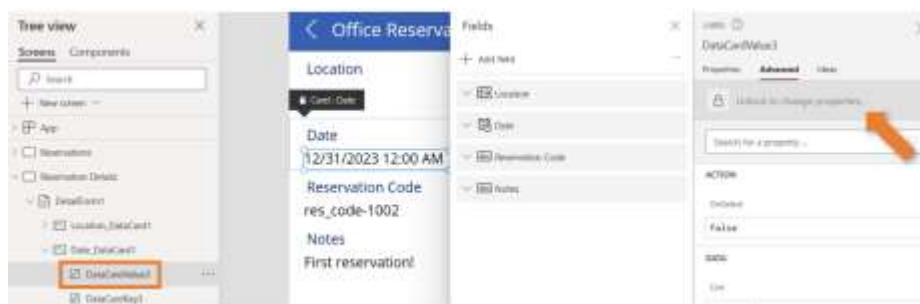 Tree view
Screens Components
Search
+ New screen
App
Reservations
Reservation Details
DetailForm1
Location_DataCard1
Date_DataCard1
DataCardValue3
DataCardKey3
Office Reserva
Location
Card : Date
Date
12/31/2023 12:00 AM
Reservation Code
res_code-1002
Notes
First reservation!
Fields
+ Add field
Location
Date
Reservation Code
Notes
DataCardValue3
Properties Advanced Ideas
Unlock to change properties
Search for a property
ACTION
OnSelect
false
DATA